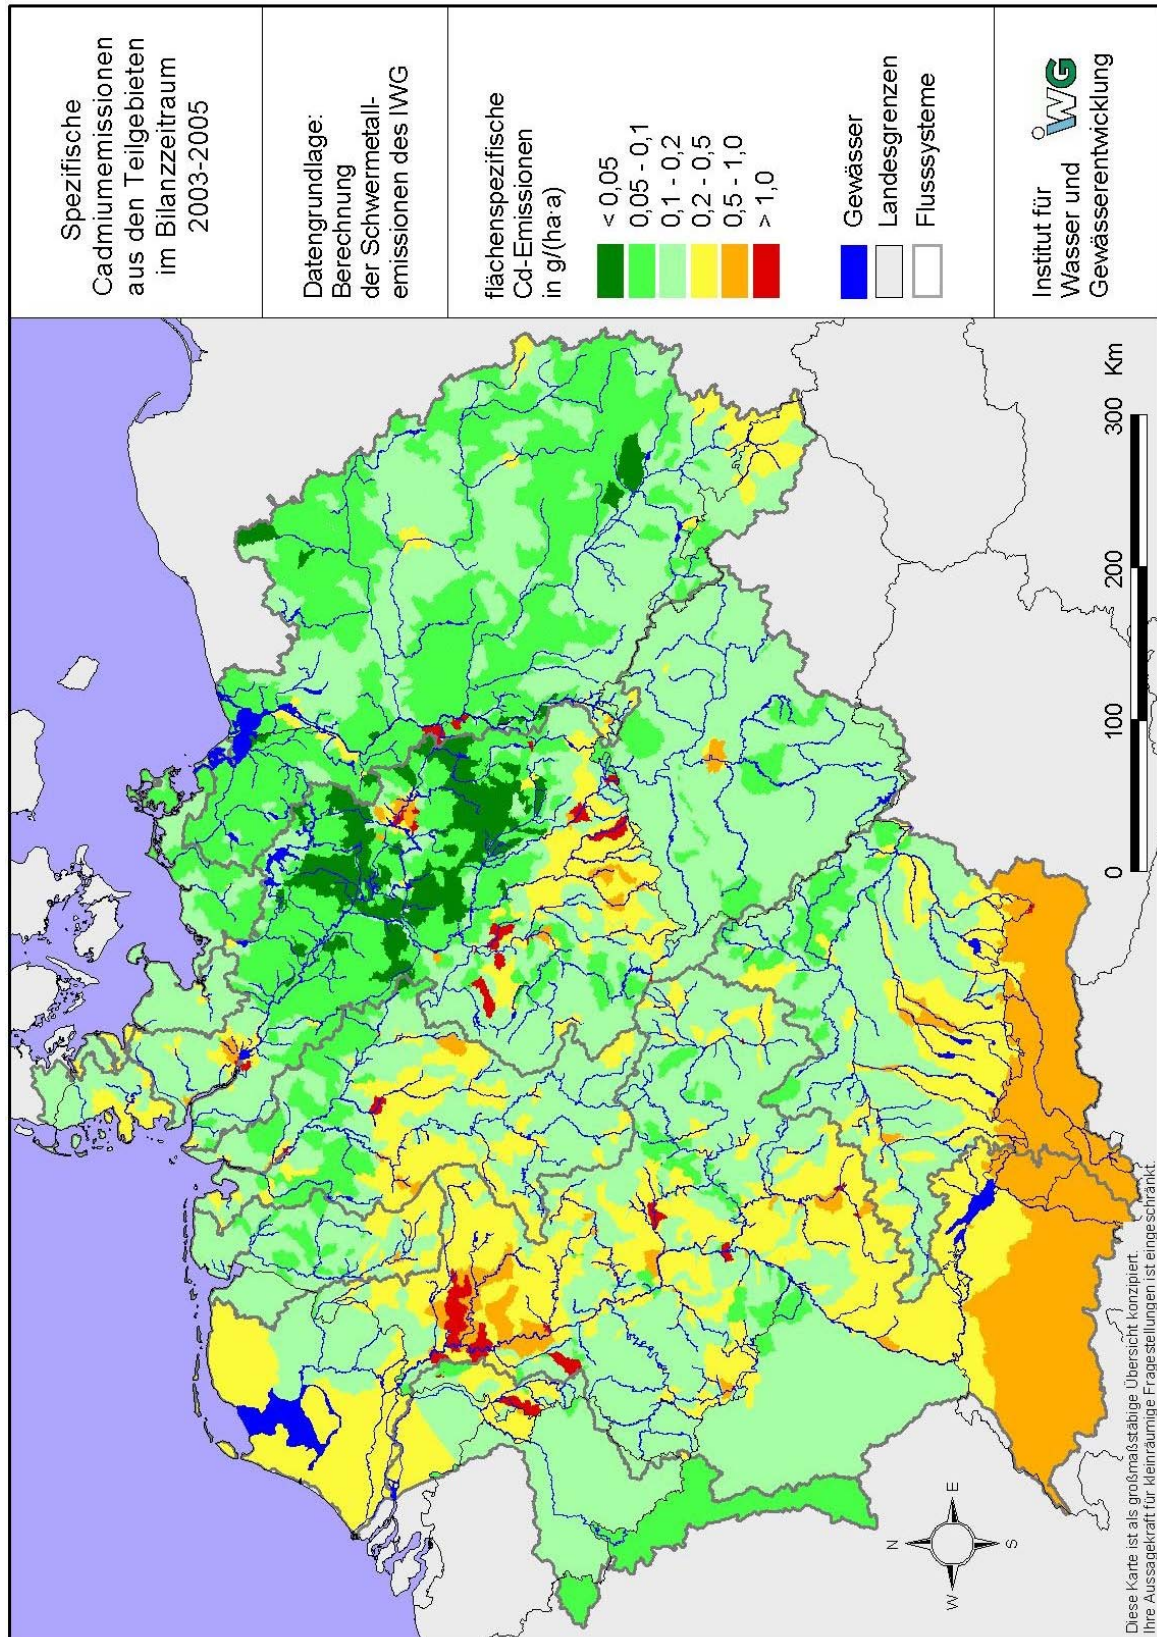 Spezifische
Cadmiumemissionen
aus den Teilgebieten
im Bilanzzeitraum
2003-2005
Datengrundlage:
Berechnung
der Schwermetall-
emissionen des IWG
flächenspezifische
Cd-Emissionen
in g/(ha·a)
< 0,05
0,05 - 0,1
0,1 - 0,2
0,2 - 0,5
0,5 - 1,0
> 1,0
Gewässer
Landesgrenzen
Flusssysteme
Institut für
Wasser und
Gewässerentwicklung
iWG
0 100 200 300 Km
N
W E
S
Diese Karte ist als großmaßstäbige Übersicht konzipiert.
Ihre Aussagekraft für kleinräumige Fragestellungen ist eingeschränkt.